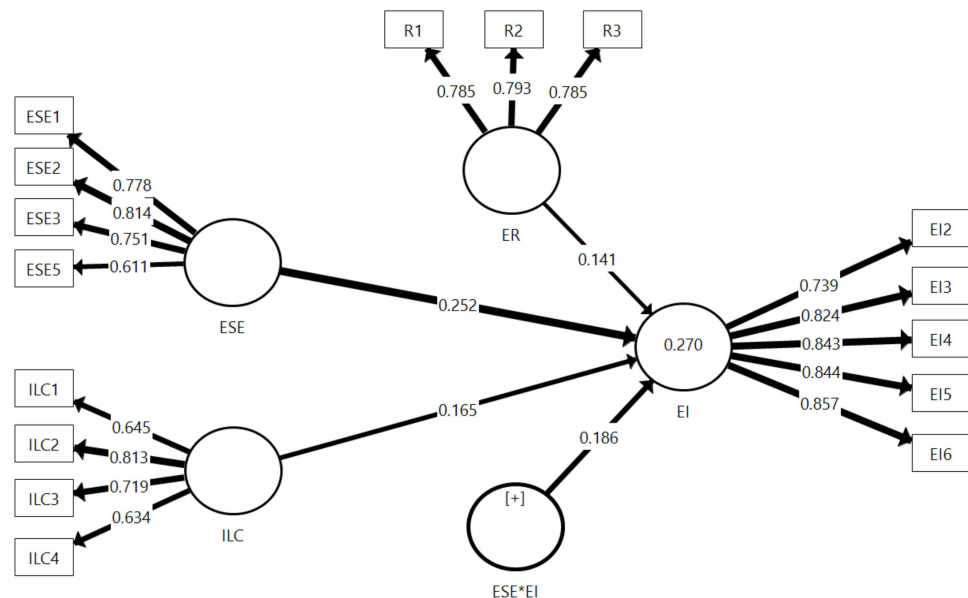 R1
R2
R3
0.785
0.793
0.785
ER
0.141
ESE1
ESE2
ESE3
ESE5
0.778
0.814
0.751
0.611
ESE
0.252
ILC1
ILC2
ILC3
ILC4
0.645
0.813
0.719
0.634
ILC
0.165
0.270
EI
[+]
ESE*EI
0.186
0.739
0.824
0.843
0.844
0.857
EI2
EI3
EI4
EI5
EI6